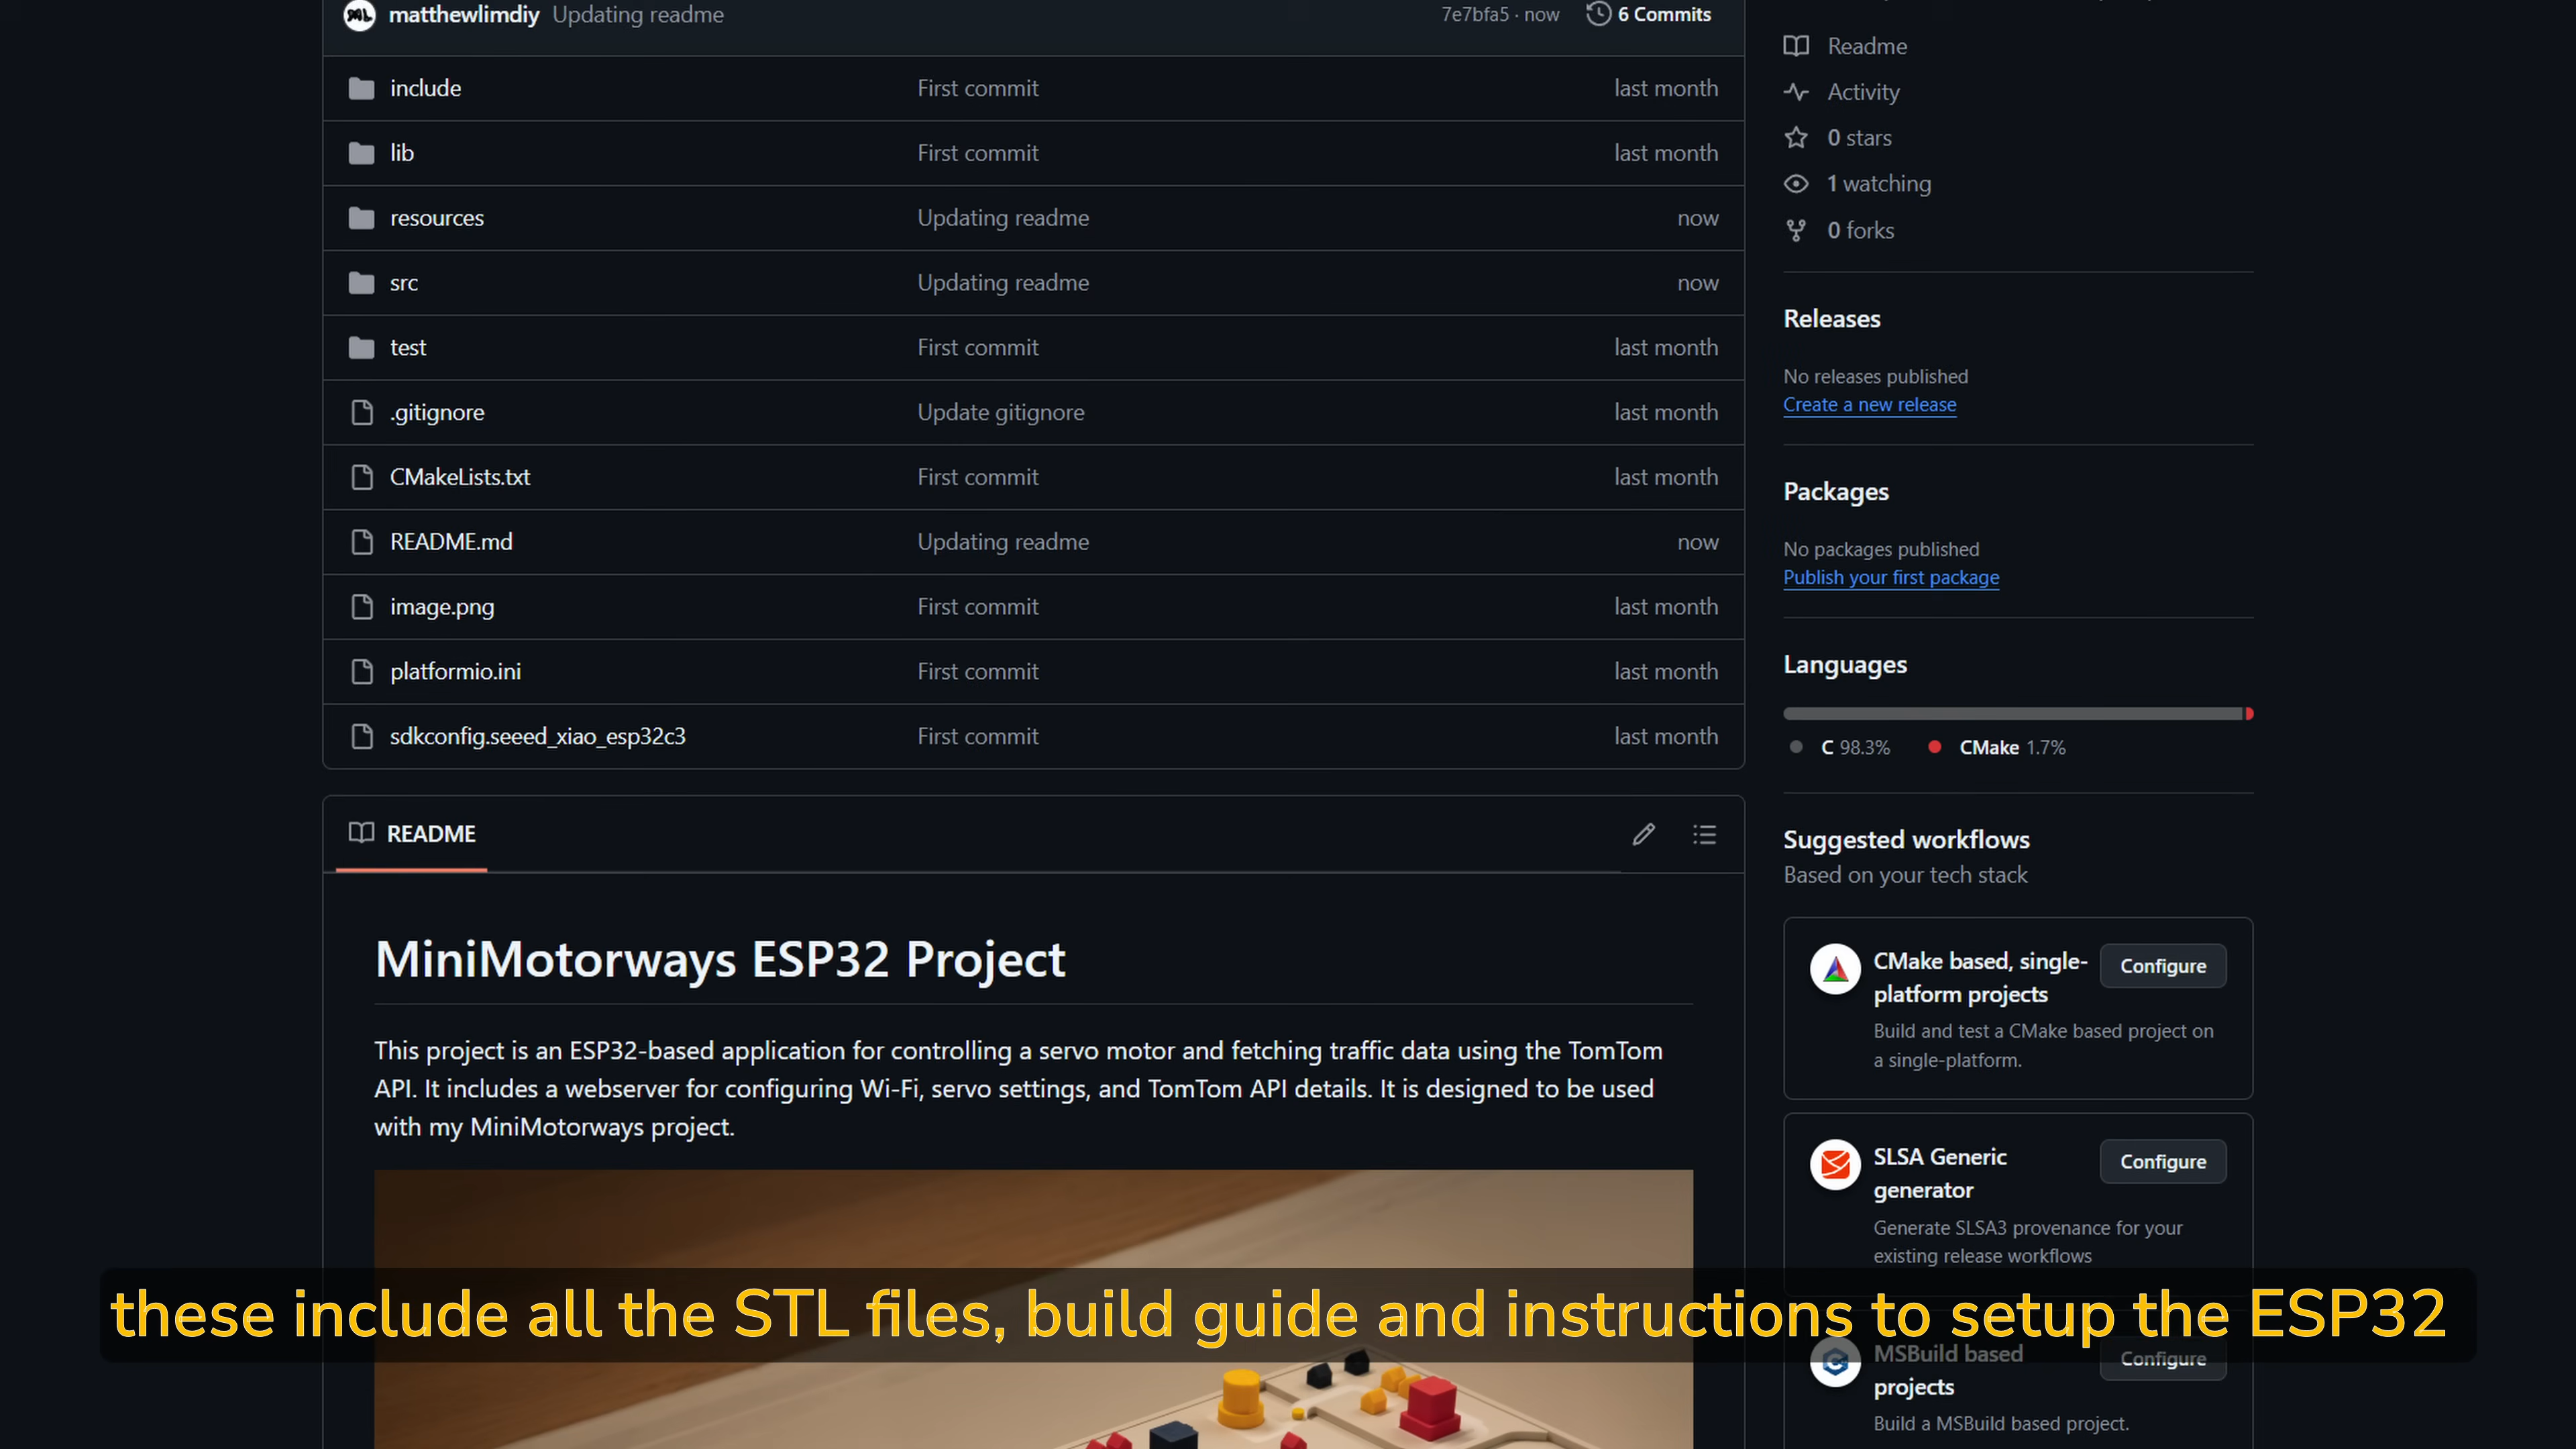 matthewlimdiy Updating readme 7e7bfa5 · now 6 Commits
include First commit last month
lib First commit last month
resources Updating readme now
src Updating readme now
test First commit last month
.gitignore Update gitignore last month
CMakeLists.txt First commit last month
README.md Updating readme now
image.png First commit last month
platformio.ini First commit last month
sdkconfig.seeed_xiao_esp32c3 First commit last month
README
MiniMotorways ESP32 Project
This project is an ESP32-based application for controlling a servo motor and fetching traffic data using the TomTom
API. It includes a webserver for configuring Wi-Fi, servo settings, and TomTom API details. It is designed to be used
with my MiniMotorways project.
Readme
Activity
0 stars
1 watching
0 forks
Releases
No releases published
Create a new release
Packages
No packages published
Publish your first package
Languages
C 98.3% CMake 1.7%
Suggested workflows
Based on your tech stack
CMake based, single-
platform projects
Configure
Build and test a CMake based project on
a single-platform.
SLSA Generic
generator
Configure
Generate SLSA3 provenance for your
existing release workflows
MSBuild based
projects
Configure
Build a MSBuild based project.
these include all the STL files, build guide and instructions to setup the ESP32